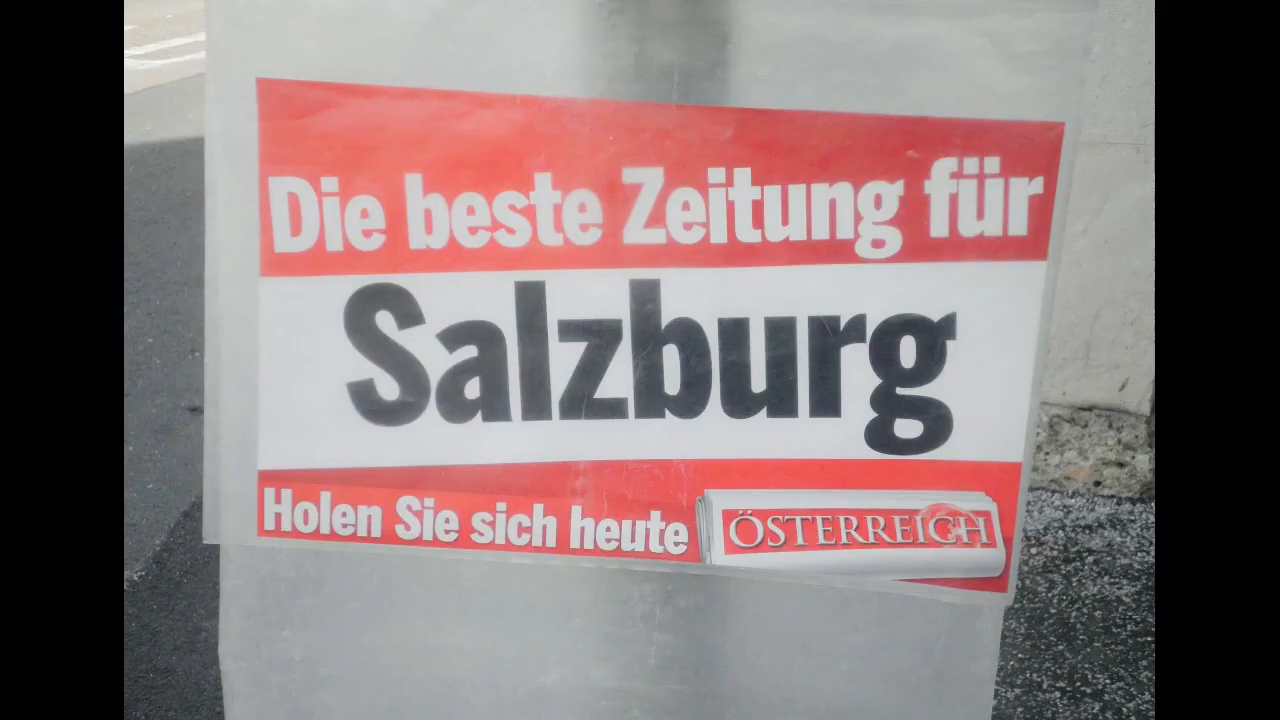 Die beste Zeitung für
Salzburg
Holen Sie sich heute
ÖSTERREICH